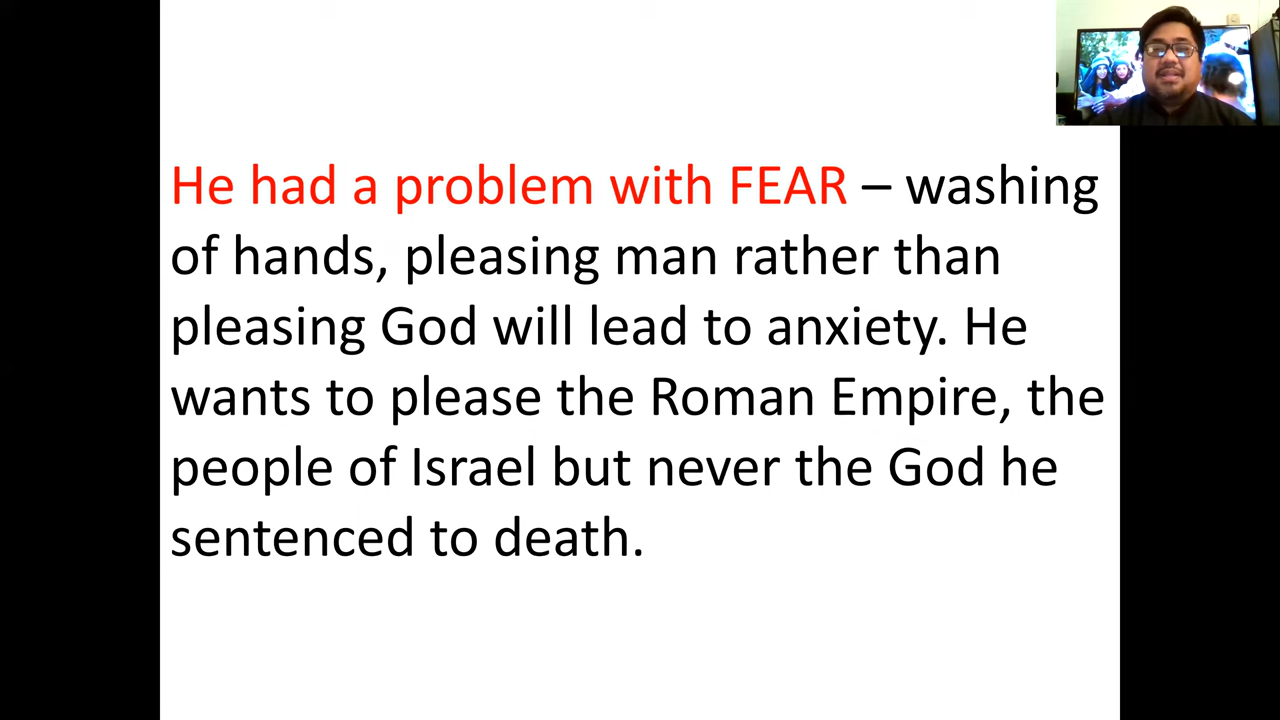 He had a problem with FEAR – washing
of hands, pleasing man rather than
pleasing God will lead to anxiety. He
wants to please the Roman Empire, the
people of Israel but never the God he
sentenced to death.